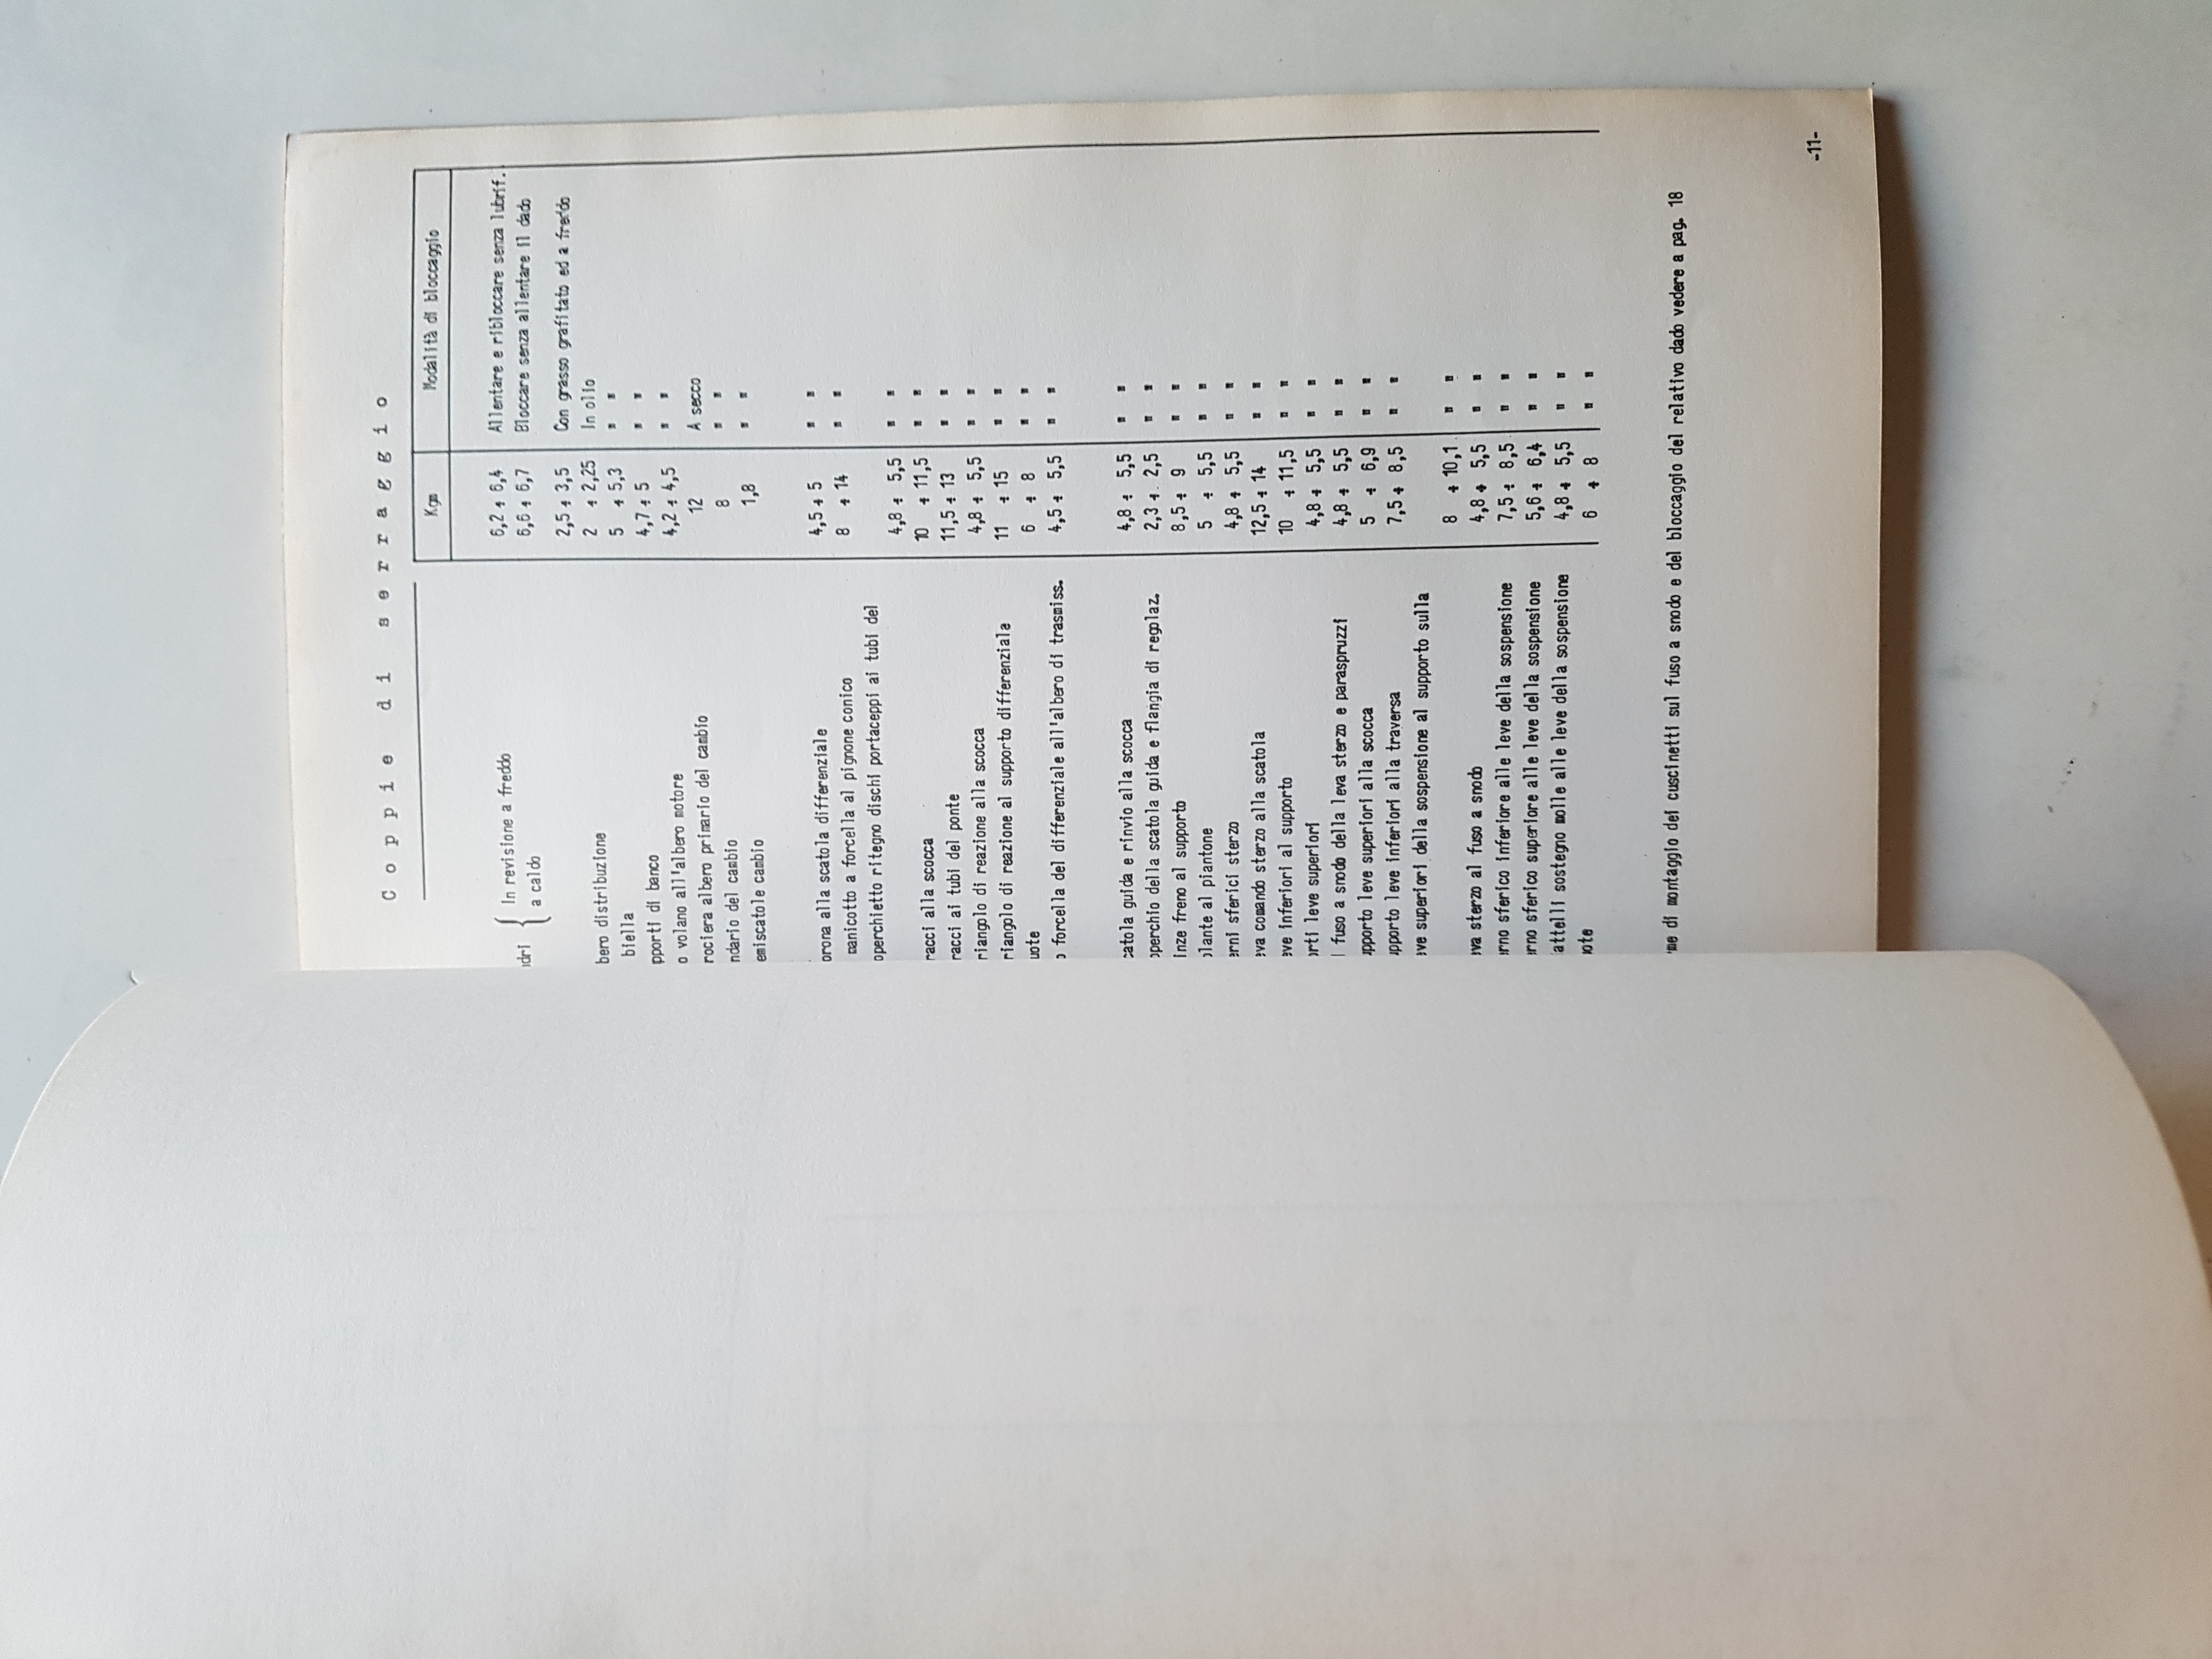 Coppie di serraggio
Kgm Modalità di bloccaggio
dri { In revisione a freddo 6,2 ÷ 6,4 Allentare e ribloccare senza lubrif.
a caldo 6,6 ÷ 6,7 Bloccare senza allentare il dado
2,5 ÷ 3,5 Con grasso grafitato ed a freddo
bero distribuzione 2 ÷ 2,25 In olio
biella 5 ÷ 5,3 " "
pporti di banco 4,7 ÷ 5 " "
o volano all'albero motore 4,2 ÷ 4,5 " "
rociera albero primario del cambio 12 A secco
ndario del cambio 8 " "
emiscatole cambio 1,8 " "
orona alla scatola differenziale 4,5 ÷ 5 " "
manicotto a forcella al pignone conico 8 ÷ 14 " "
operchietto ritegno dischi portaceppi ai tubi del
4,8 ÷ 5,5 " "
racci alla scocca 10 ÷ 11,5 " "
racci ai tubi del ponte 11,5 ÷ 13 " "
riangolo di reazione alla scocca 4,8 ÷ 5,5 " "
riangolo di reazione al supporto differenziale 11 ÷ 15 " "
uote 6 ÷ 8 " "
o forcella del differenziale all'albero di trasmiss. 4,5 ÷ 5,5 " "
catola guida e rinvio alla scocca 4,8 ÷ 5,5 " "
operchio della scatola guida e flangia di regolaz. 2,3 ÷ 2,5 " "
inze freno al supporto 8,5 ÷ 9 " "
olante al piantone 5 ÷ 5,5 " "
erni sferici sterzo 4,8 ÷ 5,5 " "
eva comando sterzo alla scatola 12,5 ÷ 14 " "
eve inferiori al supporto 10 ÷ 11,5 " "
orti leve superiori 4,8 ÷ 5,5 " "
l fuso a snodo della leva sterzo e paraspruzzi 4,8 ÷ 5,5 " "
upporto leve superiori alla scocca 5 ÷ 6,9 " "
upporto leve inferiori alla traversa 7,5 ÷ 8,5 " "
eve superiori della sospensione al supporto sulla
8 ÷ 10,1 " "
eva sterzo al fuso a snodo 4,8 ÷ 5,5 " "
erno sferico inferiore alle leve della sospensione 7,5 ÷ 8,5 " "
erno sferico superiore alle leve della sospensione 5,6 ÷ 6,4 " "
attelli sostegno molle alle leve della sospensione 4,8 ÷ 5,5 " "
uote 6 ÷ 8 " "
me di montaggio dei cuscinetti sul fuso a snodo e del bloccaggio del relativo dado vedere a pag. 18
-11-